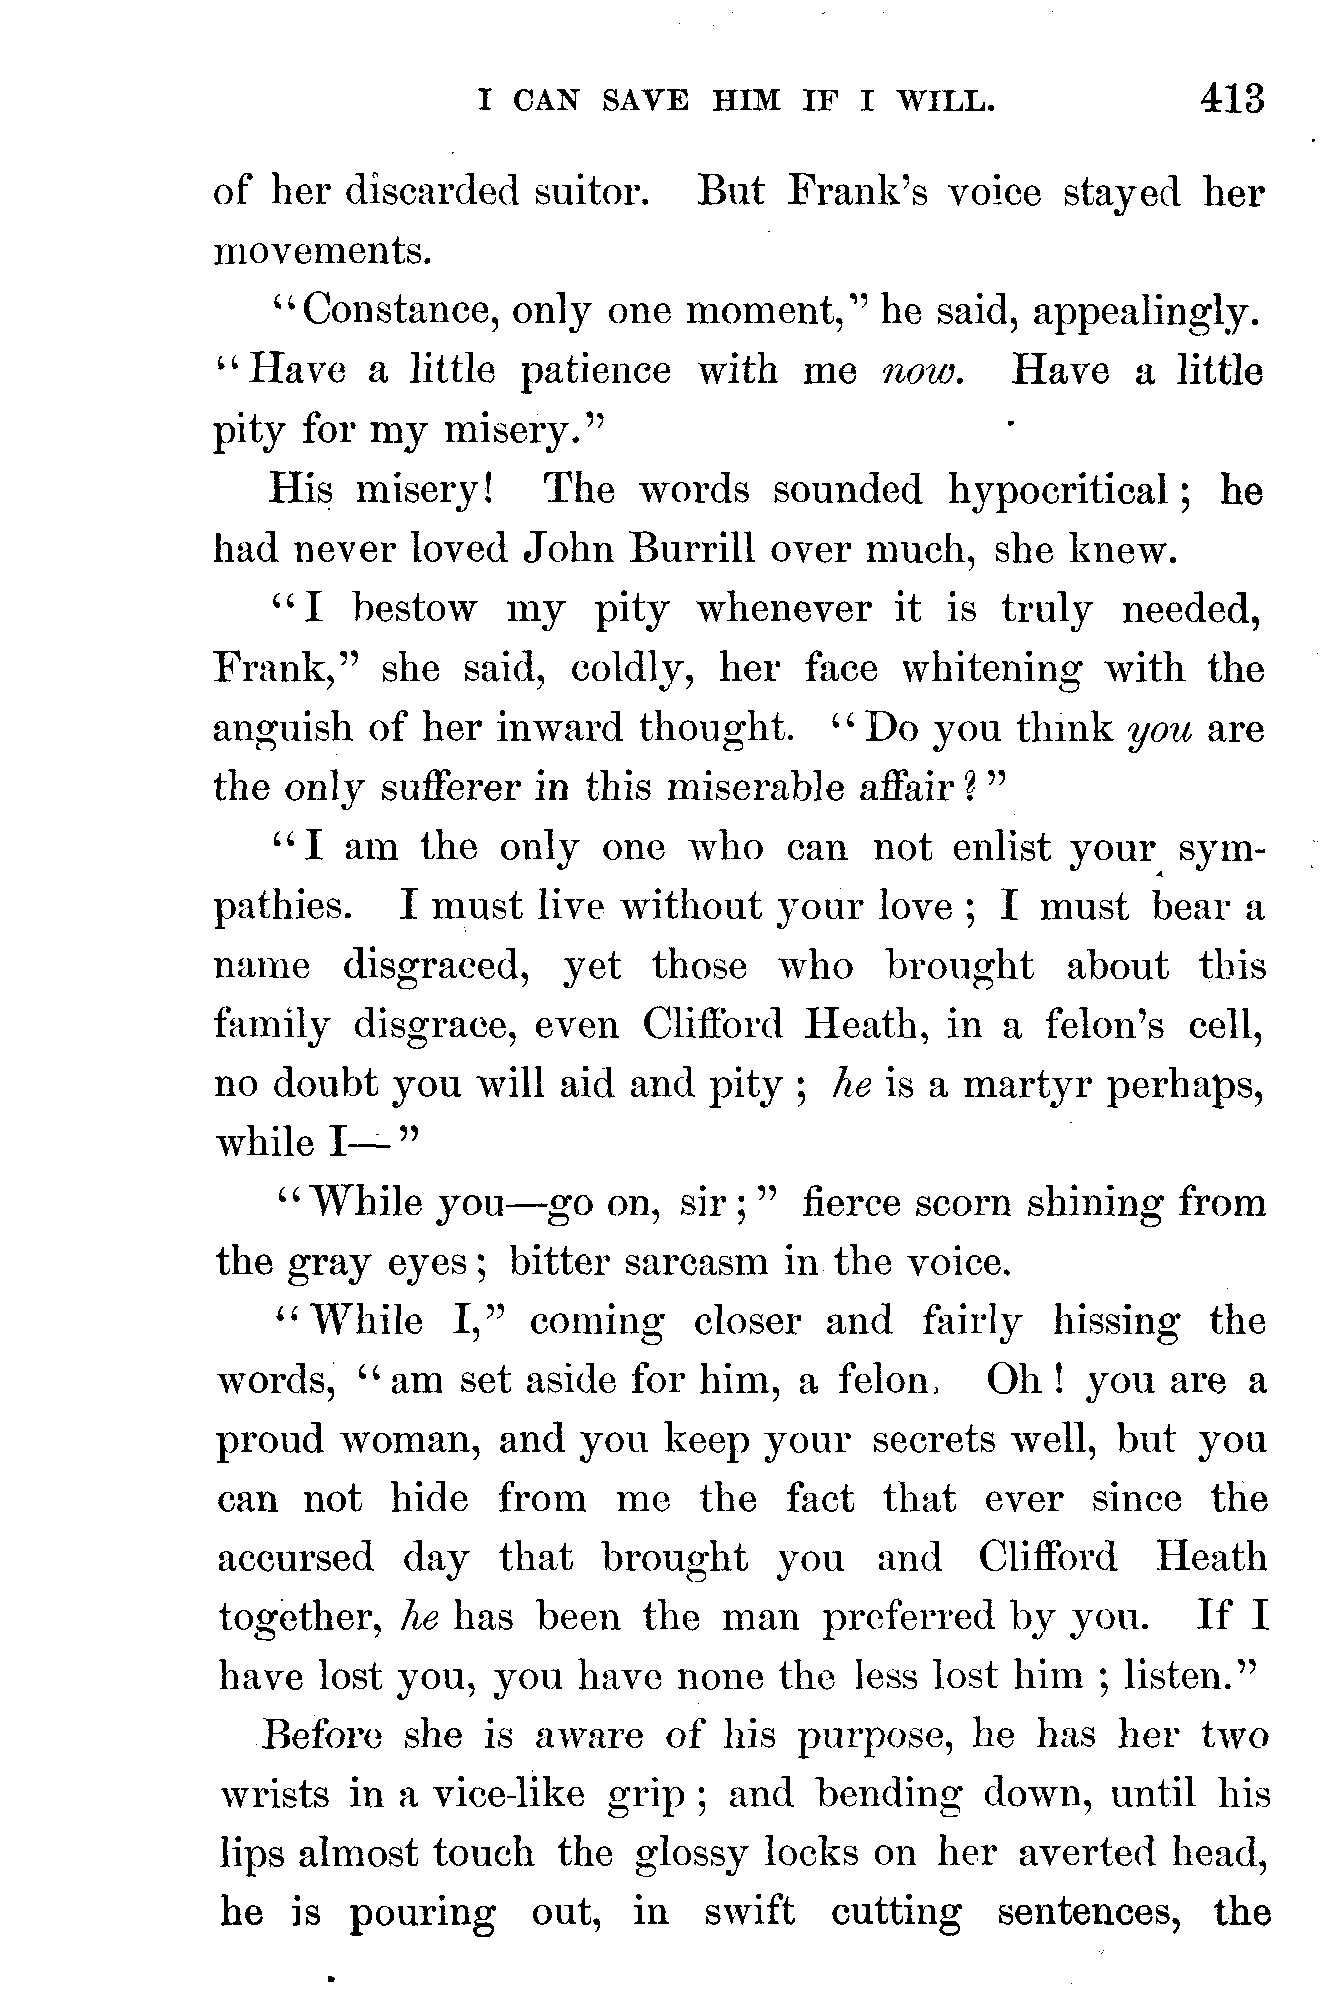 I CAN SAVE HIM IF I WILL. 413
of her discarded suitor. But Frank's voice stayed her
movements.
"Constance, only one moment," he said, appealingly.
"Have a little patience with me now. Have a little
pity for my misery."
His misery! The words sounded hypocritical; he
had never loved John Burrill over much, she knew.
"I bestow my pity whenever it is truly needed,
Frank," she said, coldly, her face whitening with the
anguish of her inward thought. "Do you think you are
the only sufferer in this miserable affair?"
"I am the only one who can not enlist your sym-
pathies. I must live without your love; I must bear a
name disgraced, yet those who brought about this
family disgrace, even Clifford Heath, in a felon's cell,
no doubt you will aid and pity; he is a martyr perhaps,
while I—"
"While you—go on, sir;" fierce scorn shining from
the gray eyes; bitter sarcasm in the voice.
"While I," coming closer and fairly hissing the
words, "am set aside for him, a felon. Oh! you are a
proud woman, and you keep your secrets well, but you
can not hide from me the fact that ever since the
accursed day that brought you and Clifford Heath
together, he has been the man preferred by you. If I
have lost you, you have none the less lost him; listen."
Before she is aware of his purpose, he has her two
wrists in a vice-like grip; and bending down, until his
lips almost touch the glossy locks on her averted head,
he is pouring out, in swift cutting sentences, the